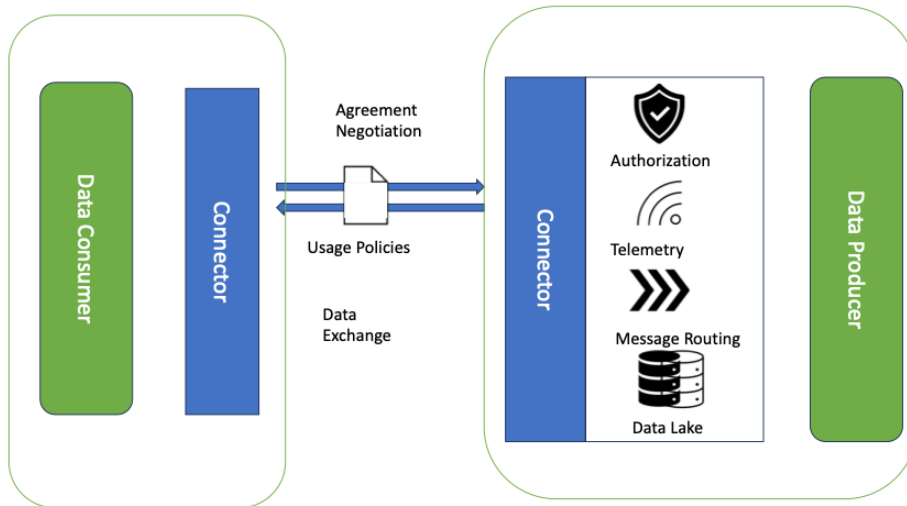 Data Consumer
Connector
Agreement
Negotiation
Usage Policies
Data
Exchange
Connector
Authorization
Telemetry
Message Routing
Data Lake
Data Producer